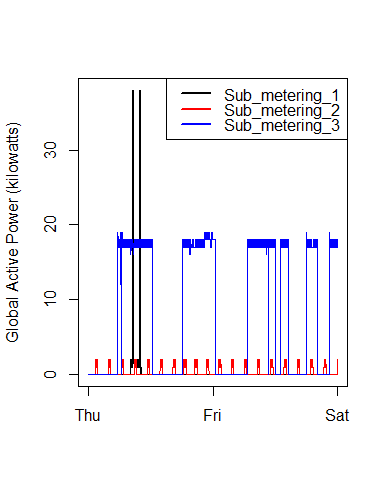 Sub_metering_1
Sub_metering_2
Sub_metering_3
Global Active Power (kilowatts)
30
20
10
0
Thu Fri Sat